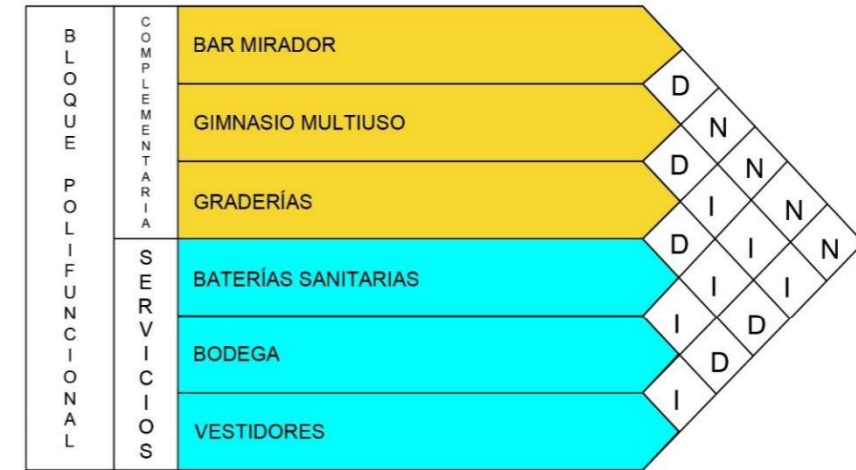 BLOQUE POLIFUNCIONAL
COMPLEMENTARIA
BAR MIRADOR
GIMNASIO MULTIUSO
GRADERÍAS
SERVICIOS
BATERÍAS SANITARIAS
BODEGA
VESTIDORES
D
N
D
N
I
N
D
I
N
I
I
I
D
I
D